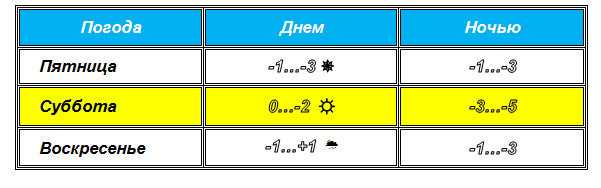 Погода Днем Ночью
Пятница -1...-3 -1...-3
Суббота 0...-2 -3...-5
Воскресенье -1...+1 -1...-3